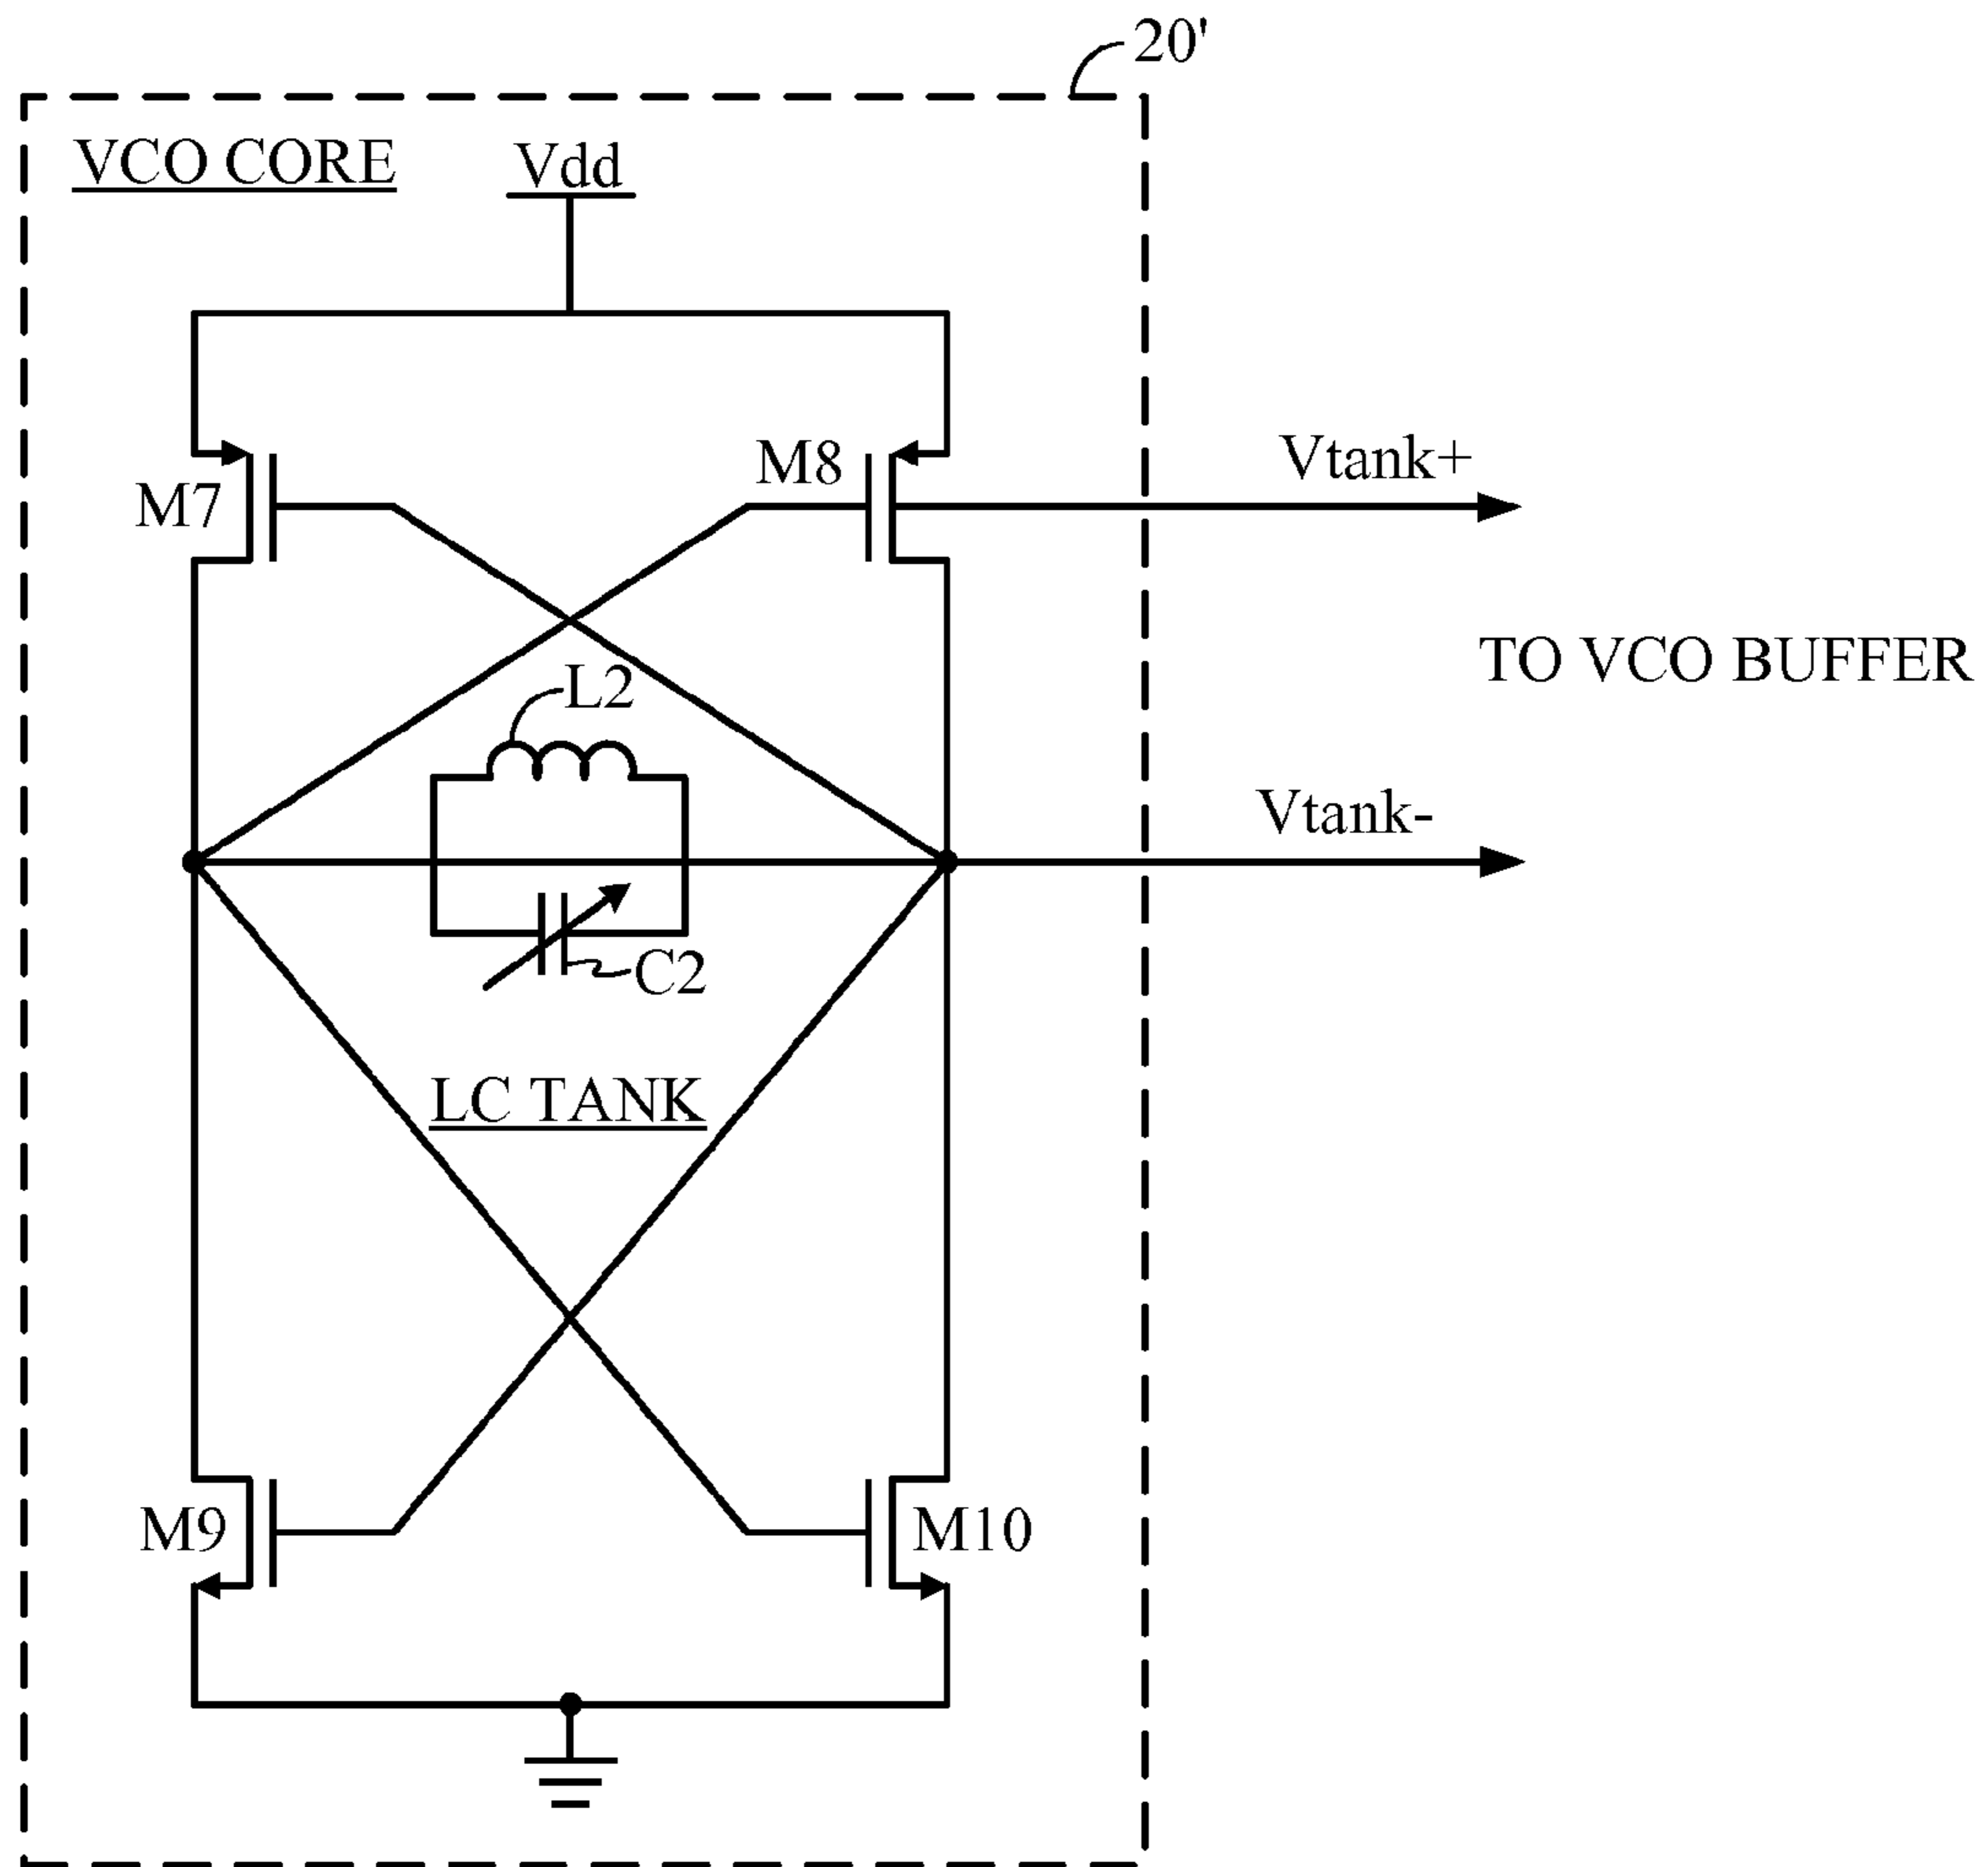 20'
VCO CORE
Vdd
M8
Vtank+
M7
TO VCO BUFFER
L2
Vtank-
C2
LC TANK
M9
M10